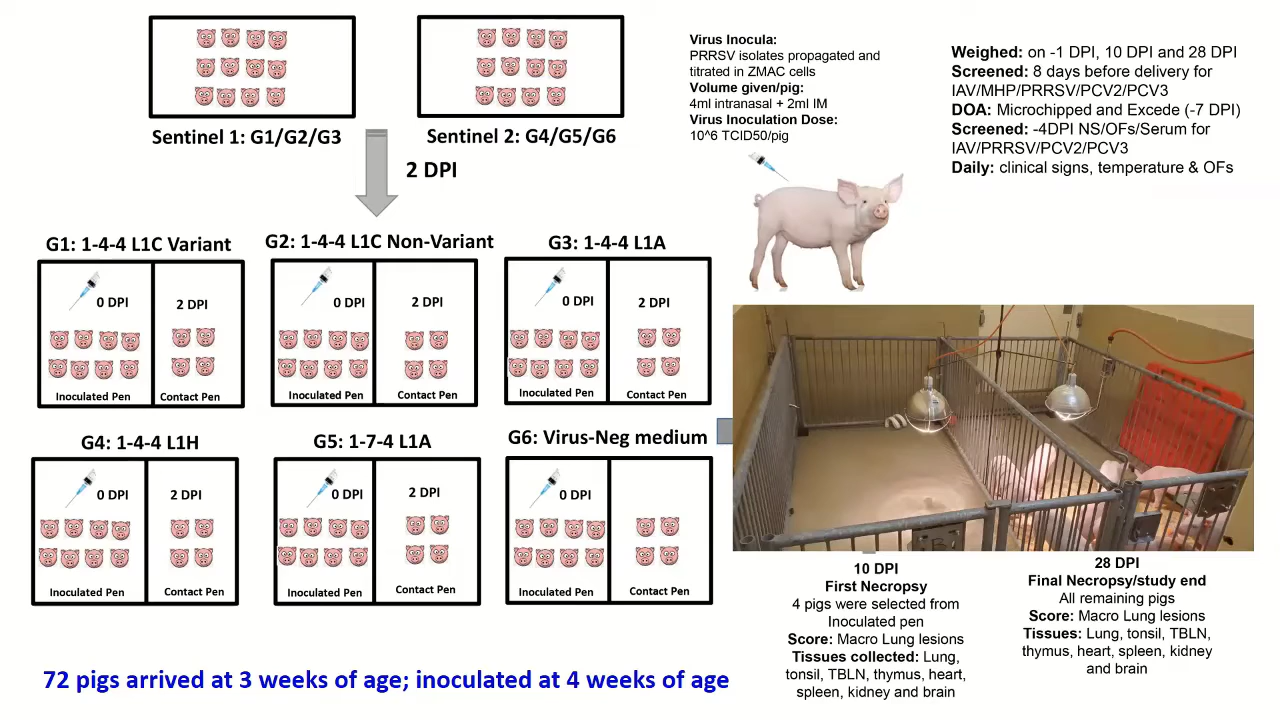 Sentinel 1: G1/G2/G3
Sentinel 2: G4/G5/G6
2 DPI
Virus Inocula:
PRRSV isolates propagated and
titrated in ZMAC cells
Volume given/pig:
4ml intranasal + 2ml IM
Virus Inoculation Dose:
10^6 TCID50/pig
Weighed: on -1 DPI, 10 DPI and 28 DPI
Screened: 8 days before delivery for
IAV/MHP/PRRSV/PCV2/PCV3
DOA: Microchipped and Excede (-7 DPI)
Screened: -4DPI NS/OFs/Serum for
IAV/PRRSV/PCV2/PCV3
Daily: clinical signs, temperature & OFs
G1: 1-4-4 L1C Variant
0 DPI
2 DPI
Inoculated Pen
Contact Pen
G2: 1-4-4 L1C Non-Variant
0 DPI
2 DPI
Inoculated Pen
Contact Pen
G3: 1-4-4 L1A
0 DPI
2 DPI
Inoculated Pen
Contact Pen
G4: 1-4-4 L1H
0 DPI
2 DPI
Inoculated Pen
Contact Pen
G5: 1-7-4 L1A
0 DPI
2 DPI
Inoculated Pen
Contact Pen
G6: Virus-Neg medium
0 DPI
Inoculated Pen
Contact Pen
10 DPI
First Necropsy
4 pigs were selected from
Inoculated pen
Score: Macro Lung lesions
Tissues collected: Lung,
tonsil, TBLN, thymus, heart,
spleen, kidney and brain
28 DPI
Final Necropsy/study end
All remaining pigs
Score: Macro Lung lesions
Tissues: Lung, tonsil, TBLN,
thymus, heart, spleen, kidney
and brain
72 pigs arrived at 3 weeks of age; inoculated at 4 weeks of age